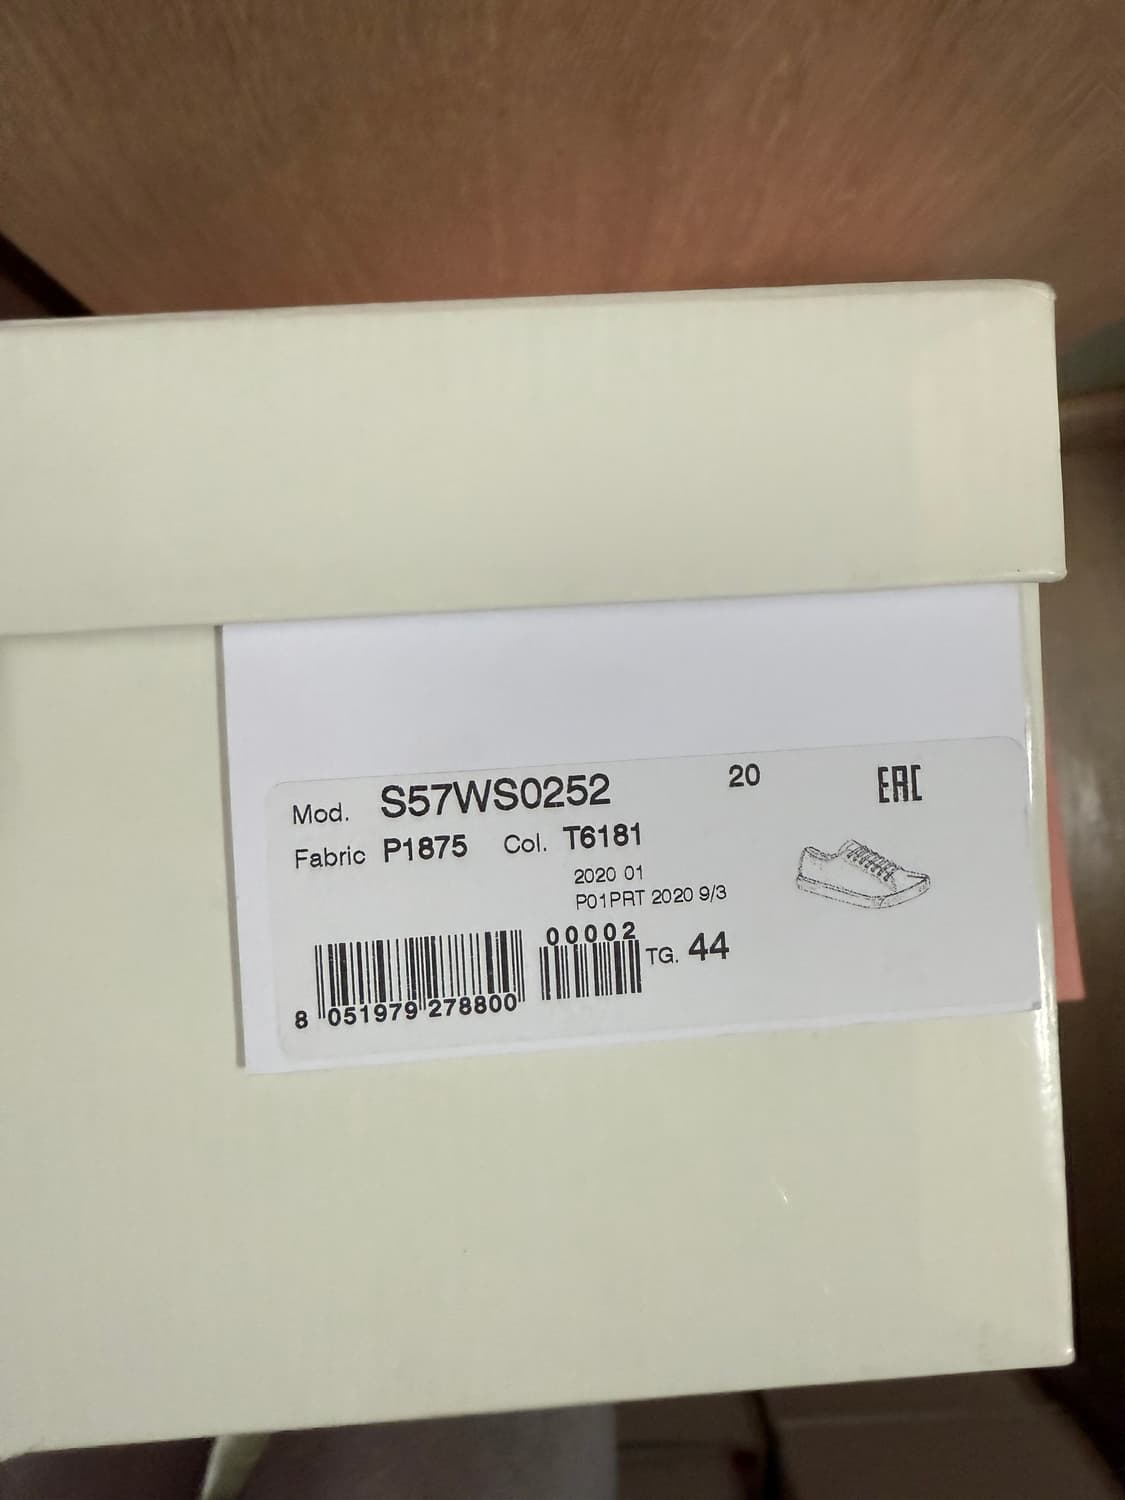 Mod. S57WS0252 20 EAC
Fabric P1875 Col. T6181
2020 01
P01PRT 2020 9/3
00002
TG. 44
8 051979 278800